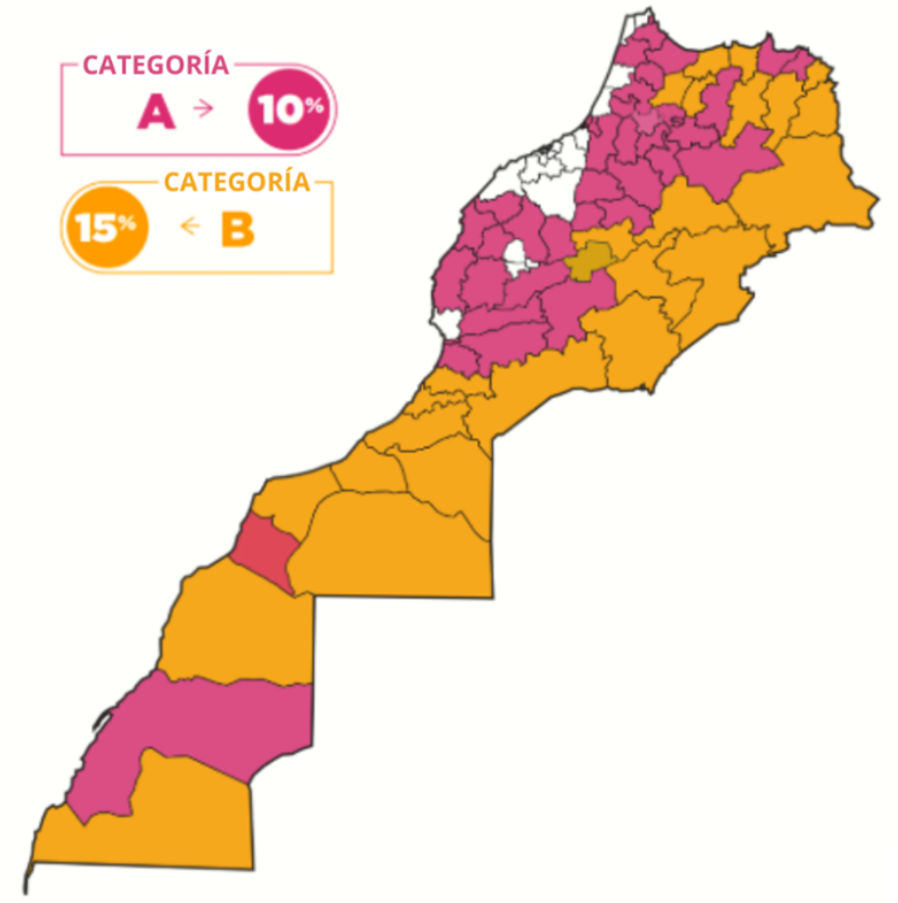 CATEGORÍA
A → 10%
CATEGORÍA
15% ← B